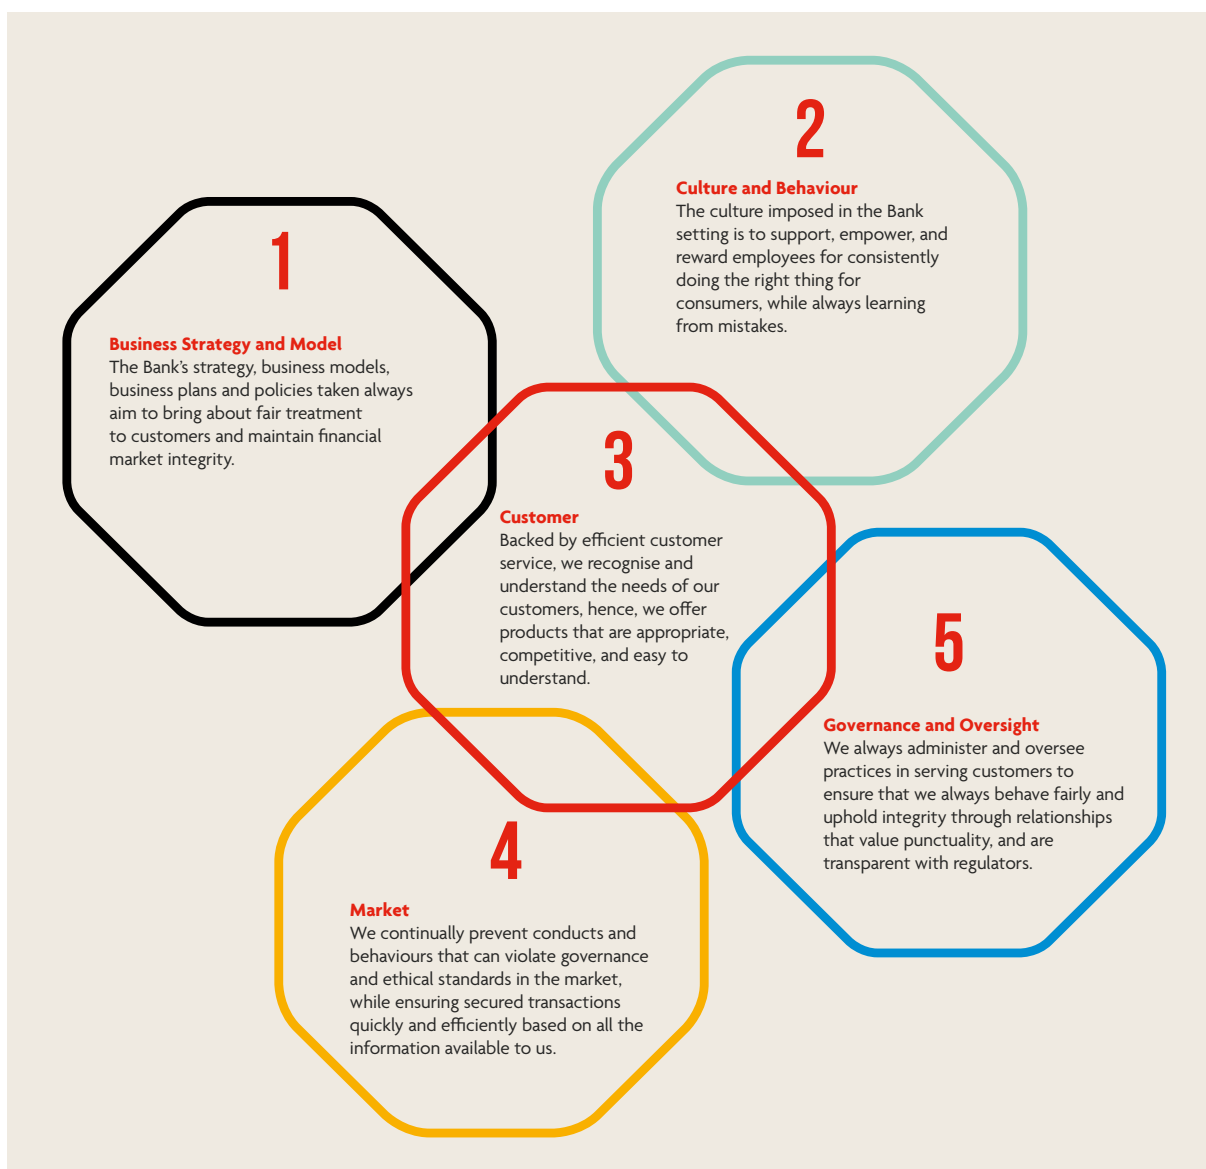 1
Business Strategy and Model
The Bank's strategy, business models,
business plans and policies taken always
aim to bring about fair treatment
to customers and maintain financial
market integrity.
2
Culture and Behaviour
The culture imposed in the Bank
setting is to support, empower, and
reward employees for consistently
doing the right thing for
consumers, while always learning
from mistakes.
3
Customer
Backed by efficient customer
service, we recognise and
understand the needs of our
customers, hence, we offer
products that are appropriate,
competitive, and easy to
understand.
4
Market
We continually prevent conducts and
behaviours that can violate governance
and ethical standards in the market,
while ensuring secured transactions
quickly and efficiently based on all the
information available to us.
5
Governance and Oversight
We always administer and oversee
practices in serving customers to
ensure that we always behave fairly and
uphold integrity through relationships
that value punctuality, and are
transparent with regulators.